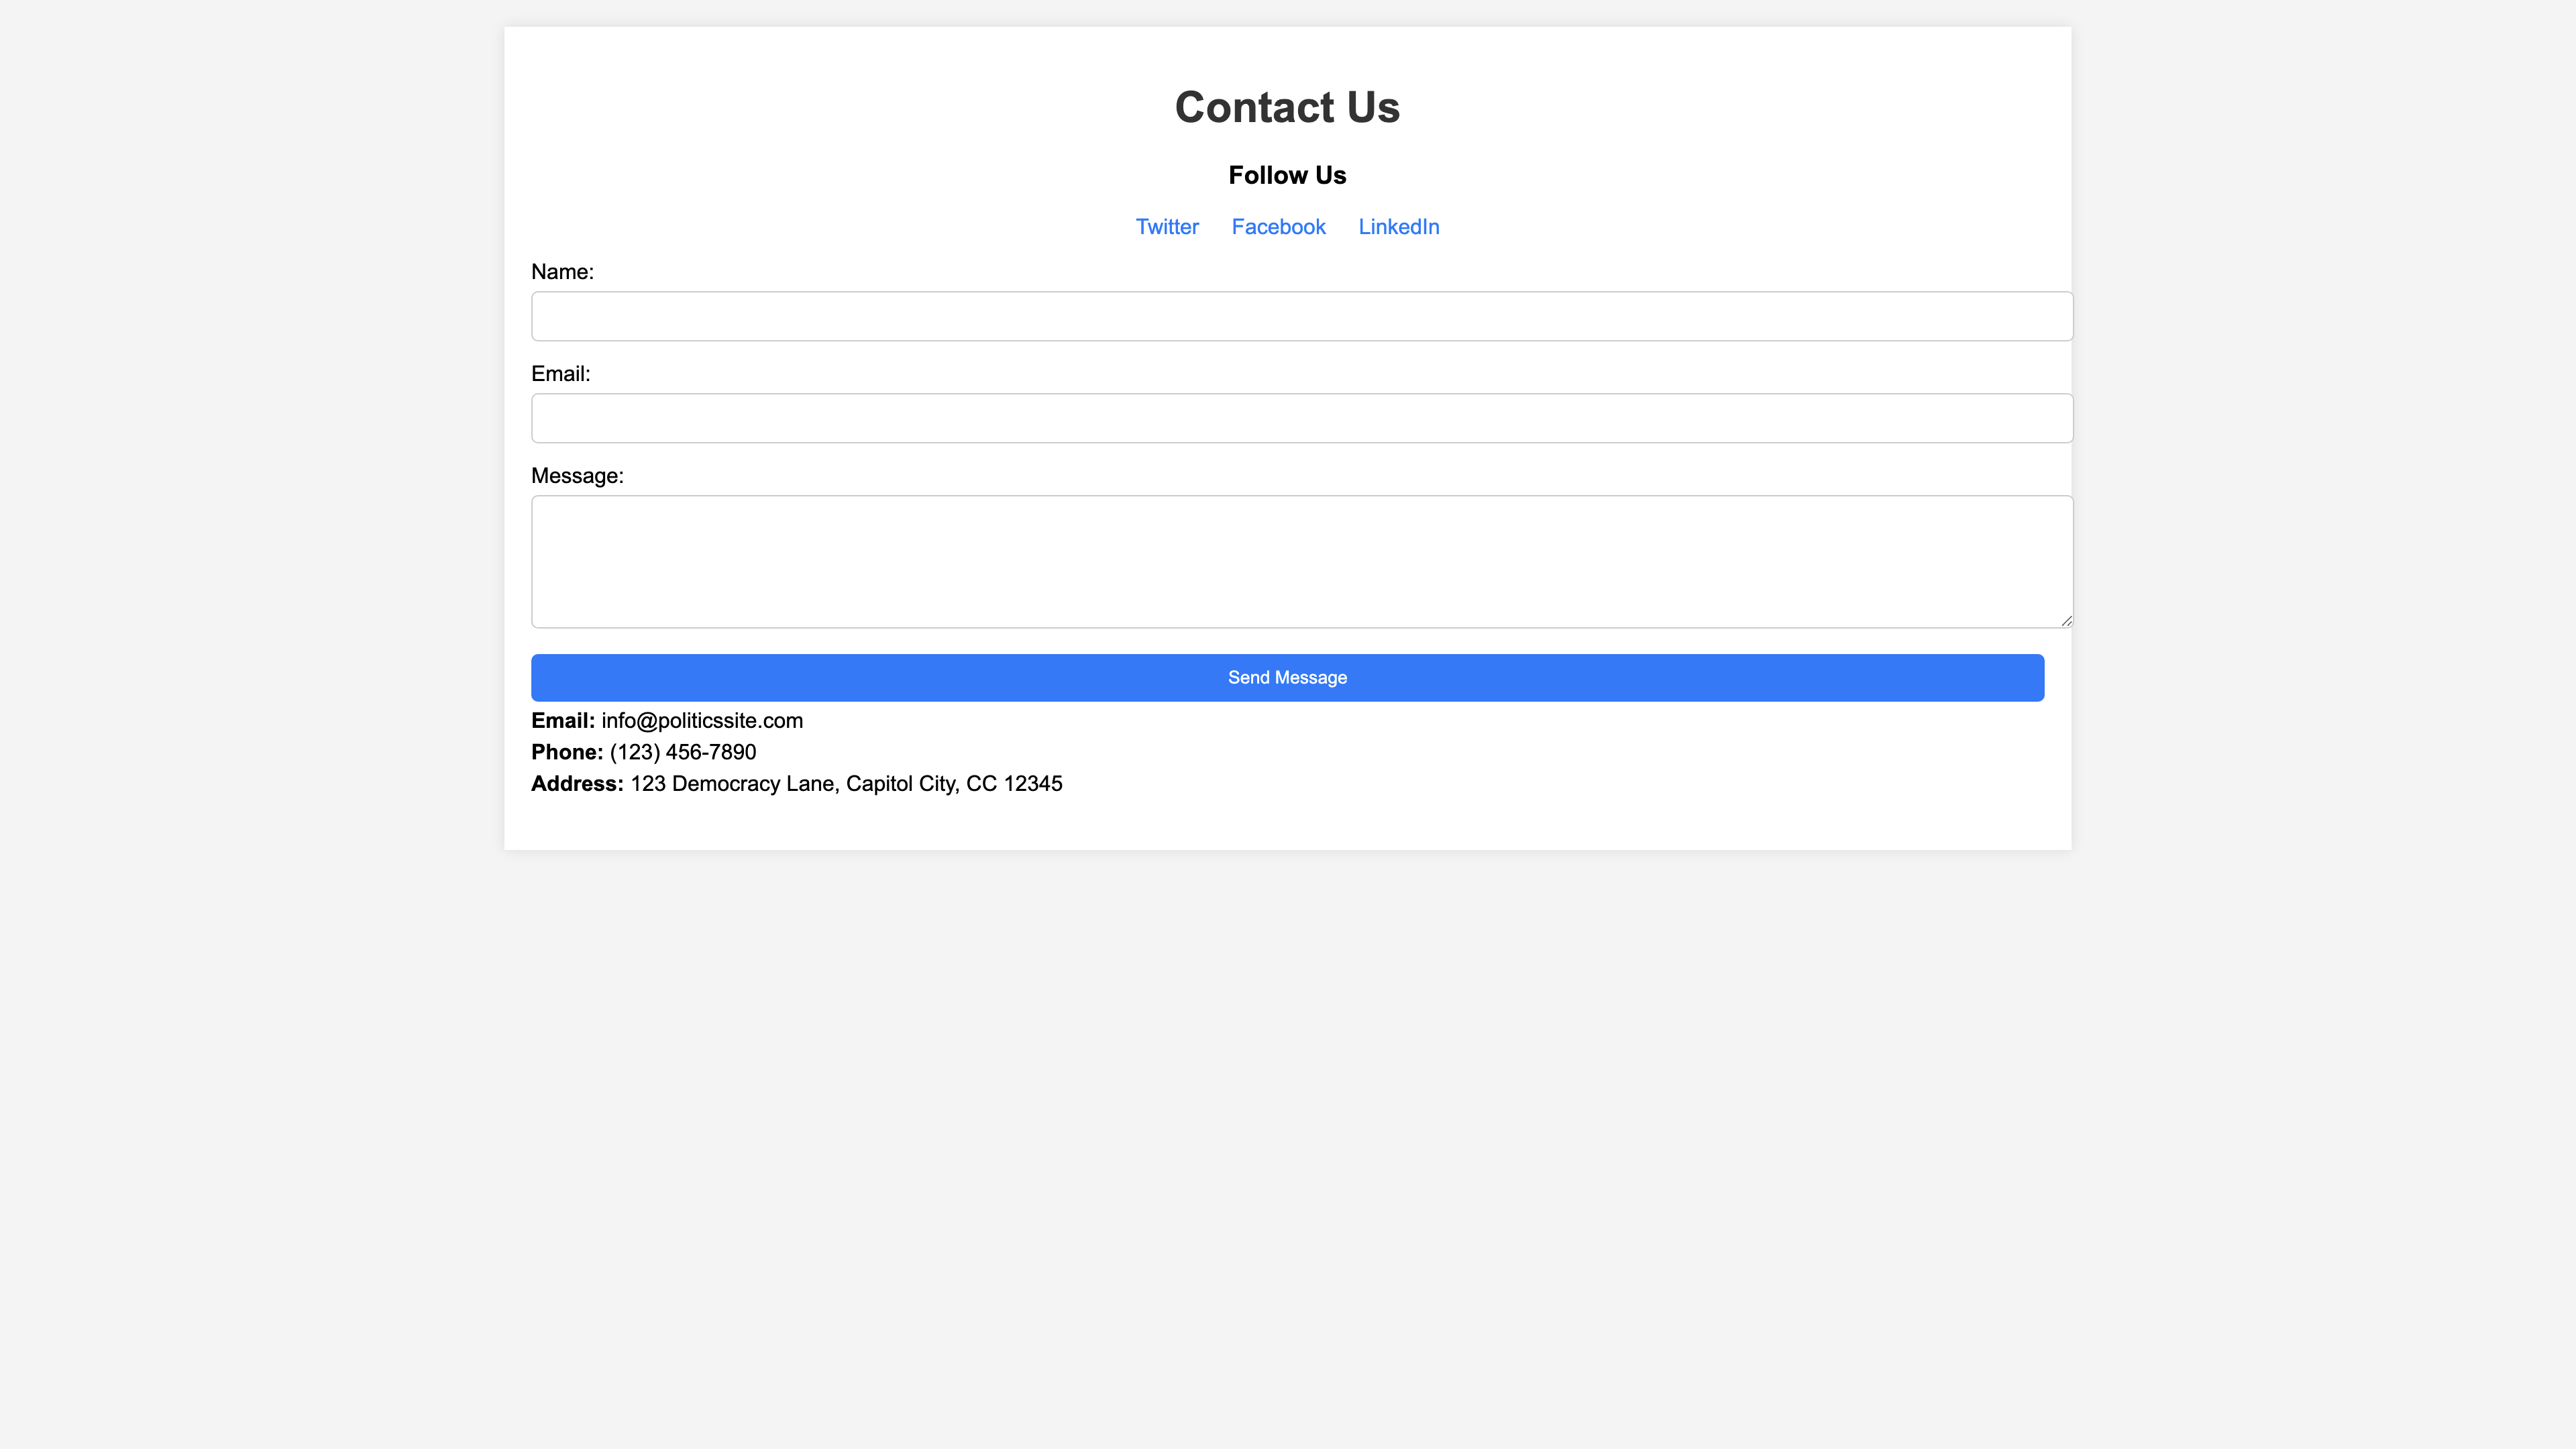 Contact Us
Follow Us
Twitter Facebook LinkedIn
Name:
Email:
Message:
Send Message
Email: info@politicssite.com
Phone: (123) 456-7890
Address: 123 Democracy Lane, Capitol City, CC 12345